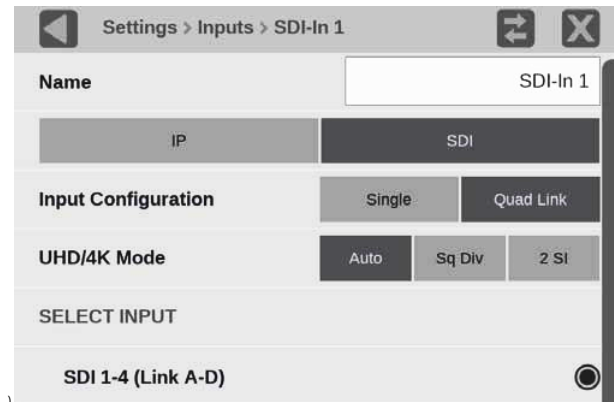 Settings > Inputs > SDI-In 1
Name SDI-In 1
IP SDI
Input Configuration Single Quad Link
UHD/4K Mode Auto Sq Div 2 SI
SELECT INPUT
SDI 1-4 (Link A-D)
)